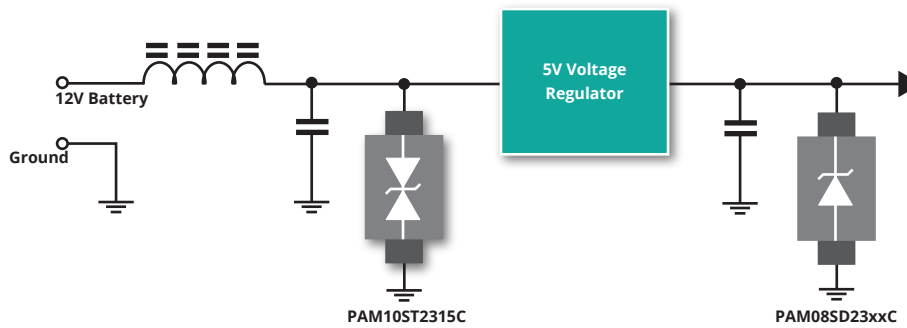 5V Voltage
Regulator
12V Battery
Ground
PAM10ST2315C
PAM08SD23xxC